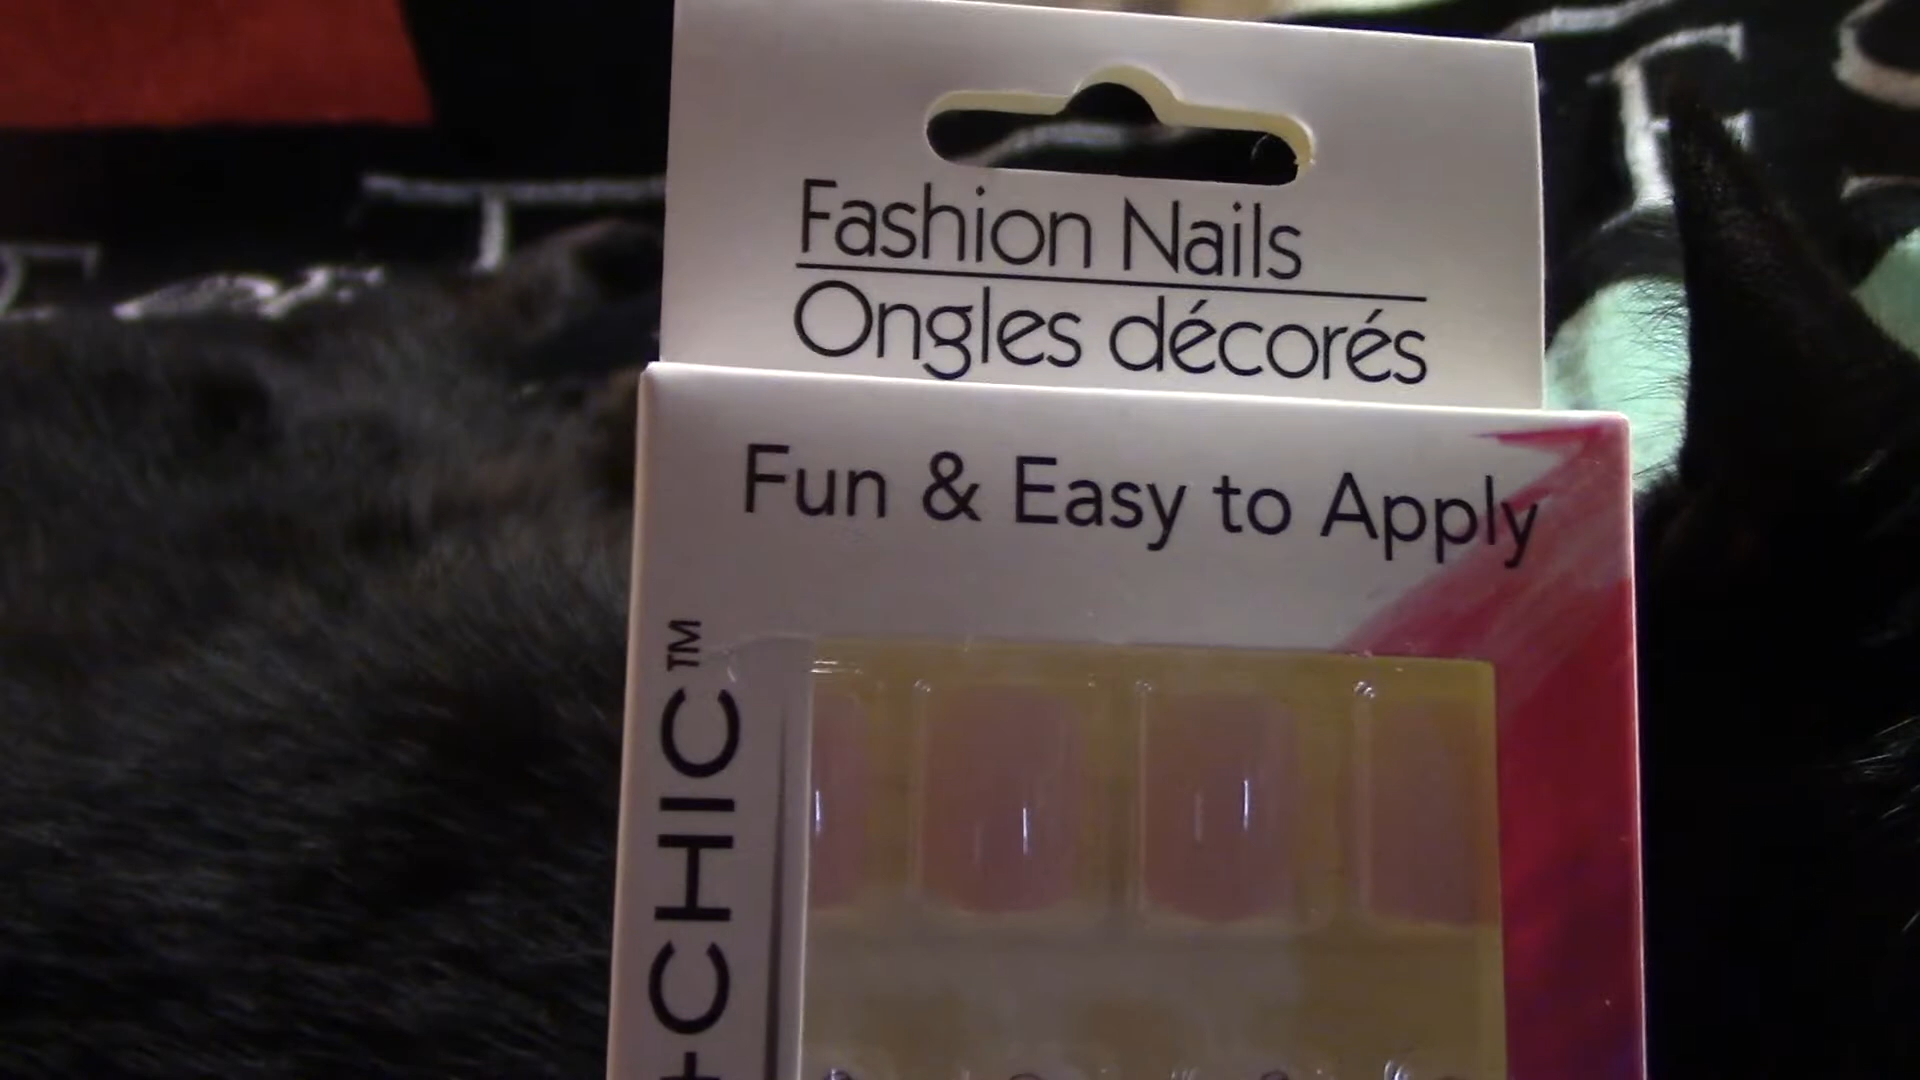 Fashion Nails
Ongles décorés
Fun & Easy to Apply
+CHIC™